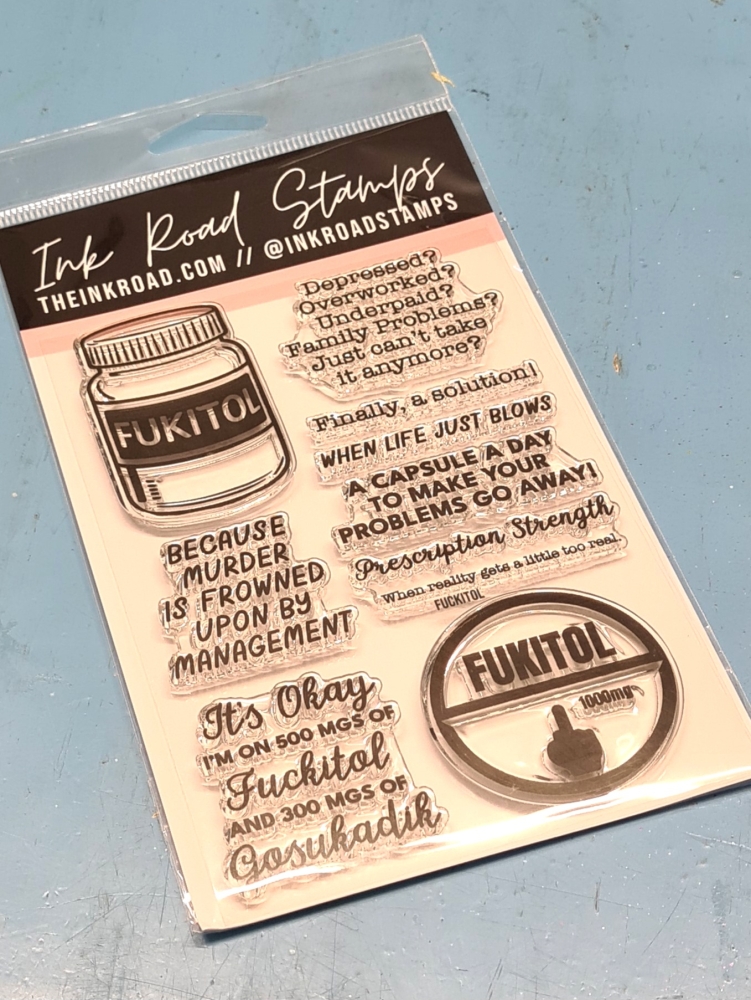 Ink Road Stamps
THEINKROAD.COM // @INKROADSTAMPS
Depressed?
Overworked?
Underpaid?
Family Problems?
Just can't take
it anymore?
FUKITOL
Finally, a solution!
WHEN LIFE JUST BLOWS
A CAPSULE A DAY
TO MAKE YOUR
PROBLEMS GO AWAY!
Prescription Strength
When reality gets a little too real.
FUCKITOL
BECAUSE
MURDER
IS FROWNED
UPON BY
MANAGEMENT
FUKITOL
1000mg
It's Okay
I'M ON 500 MGS OF
Fuckitol
AND 300 MGS OF
Gosukadik